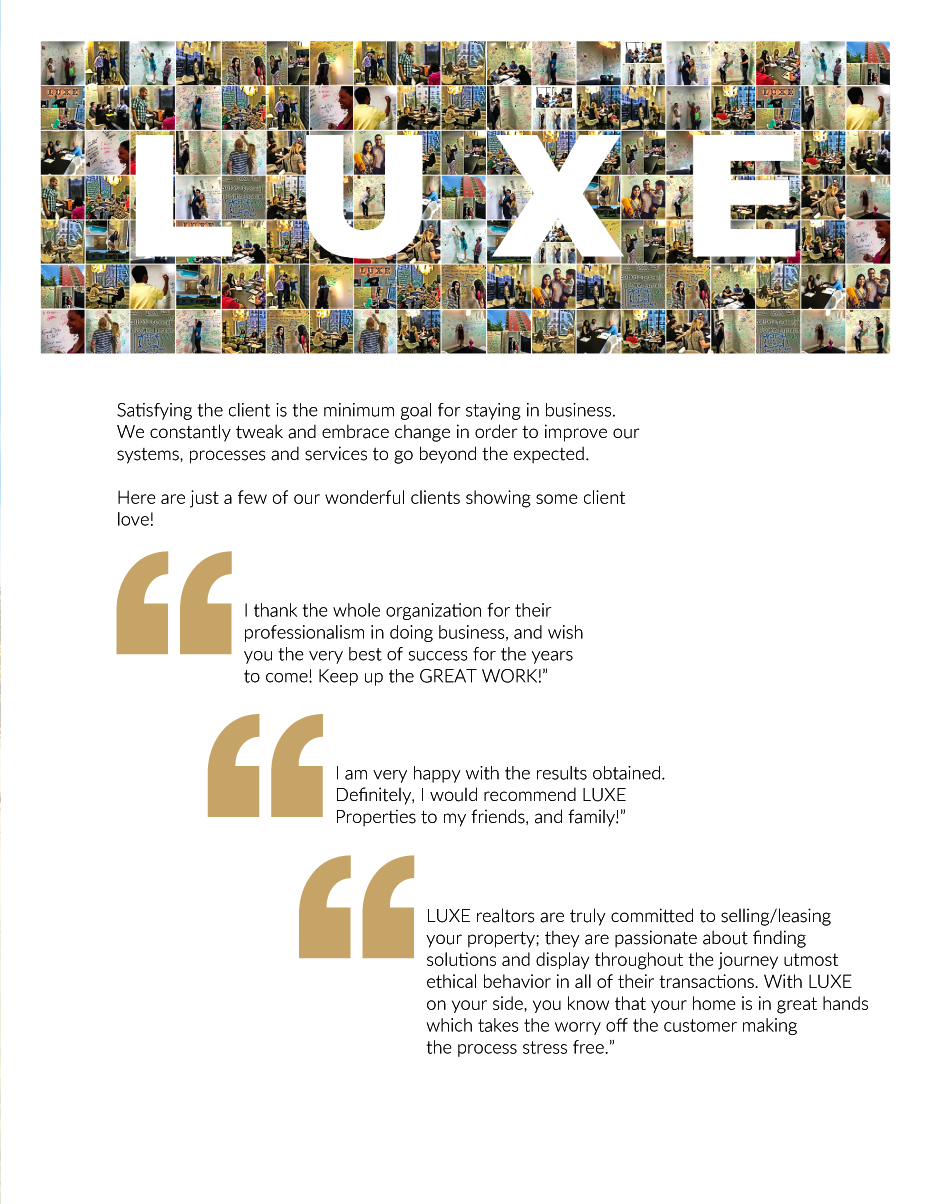 LUXE
Satisfying the client is the minimum goal for staying in business.
We constantly tweak and embrace change in order to improve our
systems, processes and services to go beyond the expected.
Here are just a few of our wonderful clients showing some client
love!
“I thank the whole organization for their
professionalism in doing business, and wish
you the very best of success for the years
to come! Keep up the GREAT WORK!”
“I am very happy with the results obtained.
Definitely, I would recommend LUXE
Properties to my friends, and family!”
“LUXE realtors are truly committed to selling/leasing
your property; they are passionate about finding
solutions and display throughout the journey utmost
ethical behavior in all of their transactions. With LUXE
on your side, you know that your home is in great hands
which takes the worry off the customer making
the process stress free.”